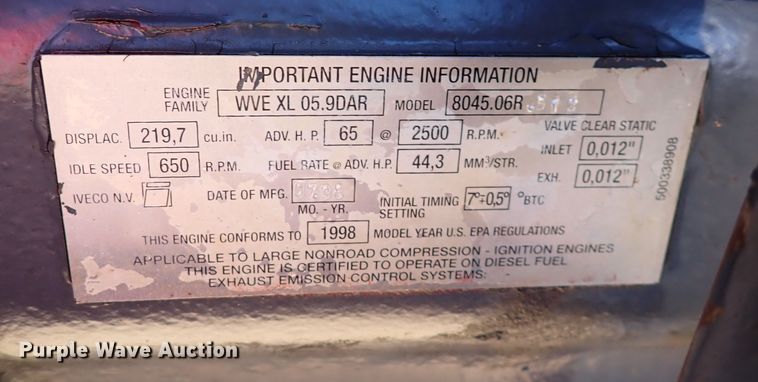 IMPORTANT ENGINE INFORMATION
ENGINE FAMILY WVE XL 05.9DAR MODEL 8045.06R
DISPLAC. 219,7 cu.in. ADV. H. P. 65 @ 2500 R.P.M. VALVE CLEAR STATIC
INLET 0,012"
IDLE SPEED 650 R.P.M. FUEL RATE @ ADV. H.P. 44,3 MM³/STR.
EXH. 0,012"
IVECO N.V. DATE OF MFG. INITIAL TIMING SETTING 7°∓0,5° °BTC
MO. - YR.
THIS ENGINE CONFORMS TO 1998 MODEL YEAR U.S. EPA REGULATIONS
APPLICABLE TO LARGE NONROAD COMPRESSION - IGNITION ENGINES
THIS ENGINE IS CERTIFIED TO OPERATE ON DIESEL FUEL
EXHAUST EMISSION CONTROL SYSTEMS:
500338908
Purple Wave Auction